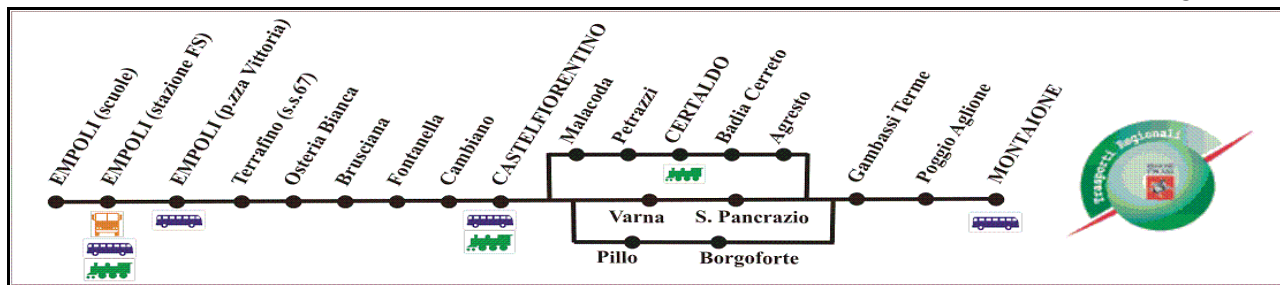 EMPOLI (scuole)
EMPOLI (stazione FS)
EMPOLI (p.zza Vittoria)
Terrafino (s.s.67)
Osteria Bianca
Brusciana
Fontanella
Cambiano
CASTELFIORENTINO
Malacoda
Petrazzi
CERTALDO
Badia Cerreto
Agresto
Varna
S. Pancrazio
Pillo
Borgoforte
Gambassi Terme
Poggio Aglione
MONTAIONE
Trasporti Regionali